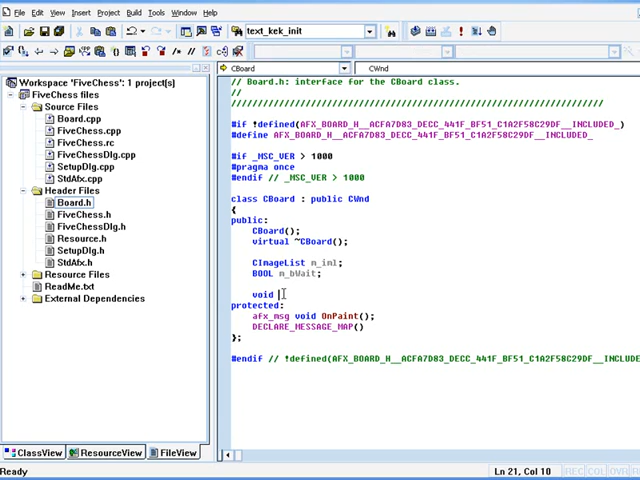 File Edit View Insert Project Build Tools Window Help
text_kek_init
Workspace 'FiveChess': 1 project(s)
FiveChess files
Source Files
Board.cpp
FiveChess.cpp
FiveChess.rc
FiveChessDlg.cpp
SetupDlg.cpp
StdAfx.cpp
Header Files
Board.h
FiveChess.h
FiveChessDlg.h
Resource.h
SetupDlg.h
StdAfx.h
Resource Files
ReadMe.txt
External Dependencies
ClassView ResourceView FileView
CBoard CWnd
// Board.h: interface for the CBoard class.
//
//////////////////////////////////////////////////////////////////////
#if !defined(AFX_BOARD_H__ACFA7D83_DECC_441F_BF51_C1A2F58C29DF__INCLUDED_)
#define AFX_BOARD_H__ACFA7D83_DECC_441F_BF51_C1A2F58C29DF__INCLUDED_
#if _MSC_VER > 1000
#pragma once
#endif // _MSC_VER > 1000
class CBoard : public CWnd
{
public:
CBoard();
virtual ~CBoard();
CImageList m_iml;
BOOL m_bWait;
void
protected:
afx_msg void OnPaint();
DECLARE_MESSAGE_MAP()
};
#endif // !defined(AFX_BOARD_H__ACFA7D83_DECC_441F_BF51_C1A2F58C29DF__INCLUDE
Ready
Ln 21, Col 10 REC COL OVR